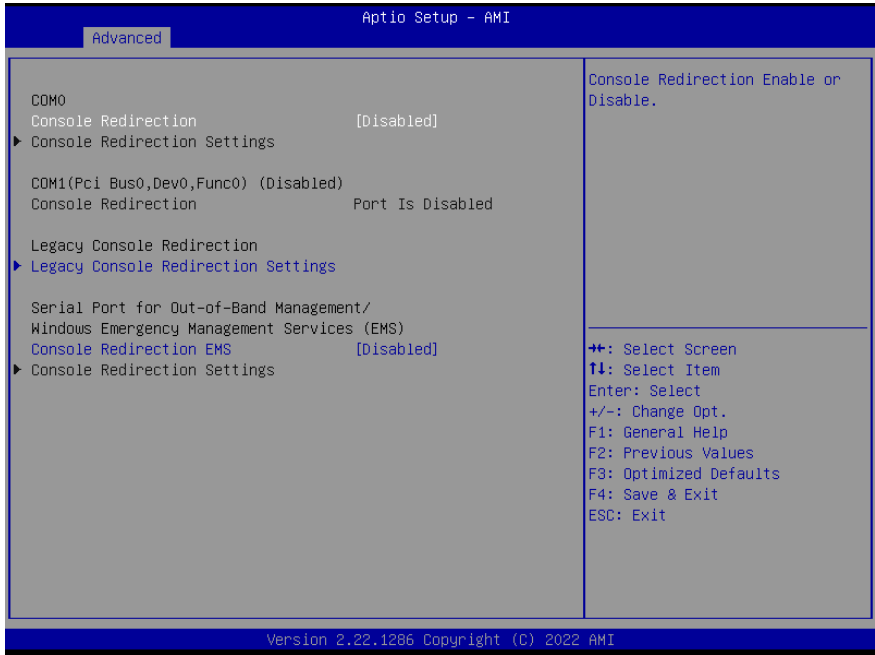 Aptio Setup – AMI
Advanced
COM0
Console Redirection [Disabled]
Console Redirection Settings
COM1(Pci Bus0,Dev0,Func0) (Disabled)
Console Redirection Port Is Disabled
Legacy Console Redirection
Legacy Console Redirection Settings
Serial Port for Out-of-Band Management/
Windows Emergency Management Services (EMS)
Console Redirection EMS [Disabled]
Console Redirection Settings
Console Redirection Enable or
Disable.
→←: Select Screen
↑↓: Select Item
Enter: Select
+/-: Change Opt.
F1: General Help
F2: Previous Values
F3: Optimized Defaults
F4: Save & Exit
ESC: Exit
Version 2.22.1286 Copyright (C) 2022 AMI